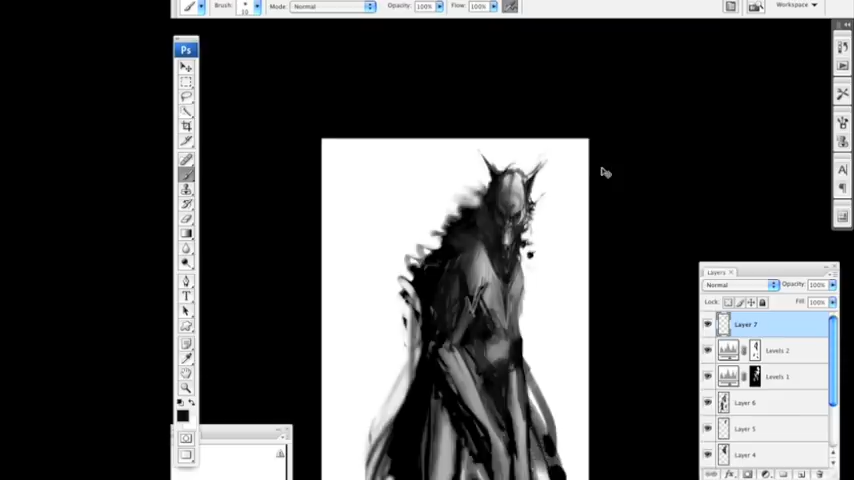 Brush: 10 Mode: Normal Opacity: 100% Flow: 100% Workspace
Ps
Layers
Normal Opacity: 100%
Lock: Fill: 100%
Layer 7
Levels 2
Levels 1
Layer 6
Layer 5
Layer 4